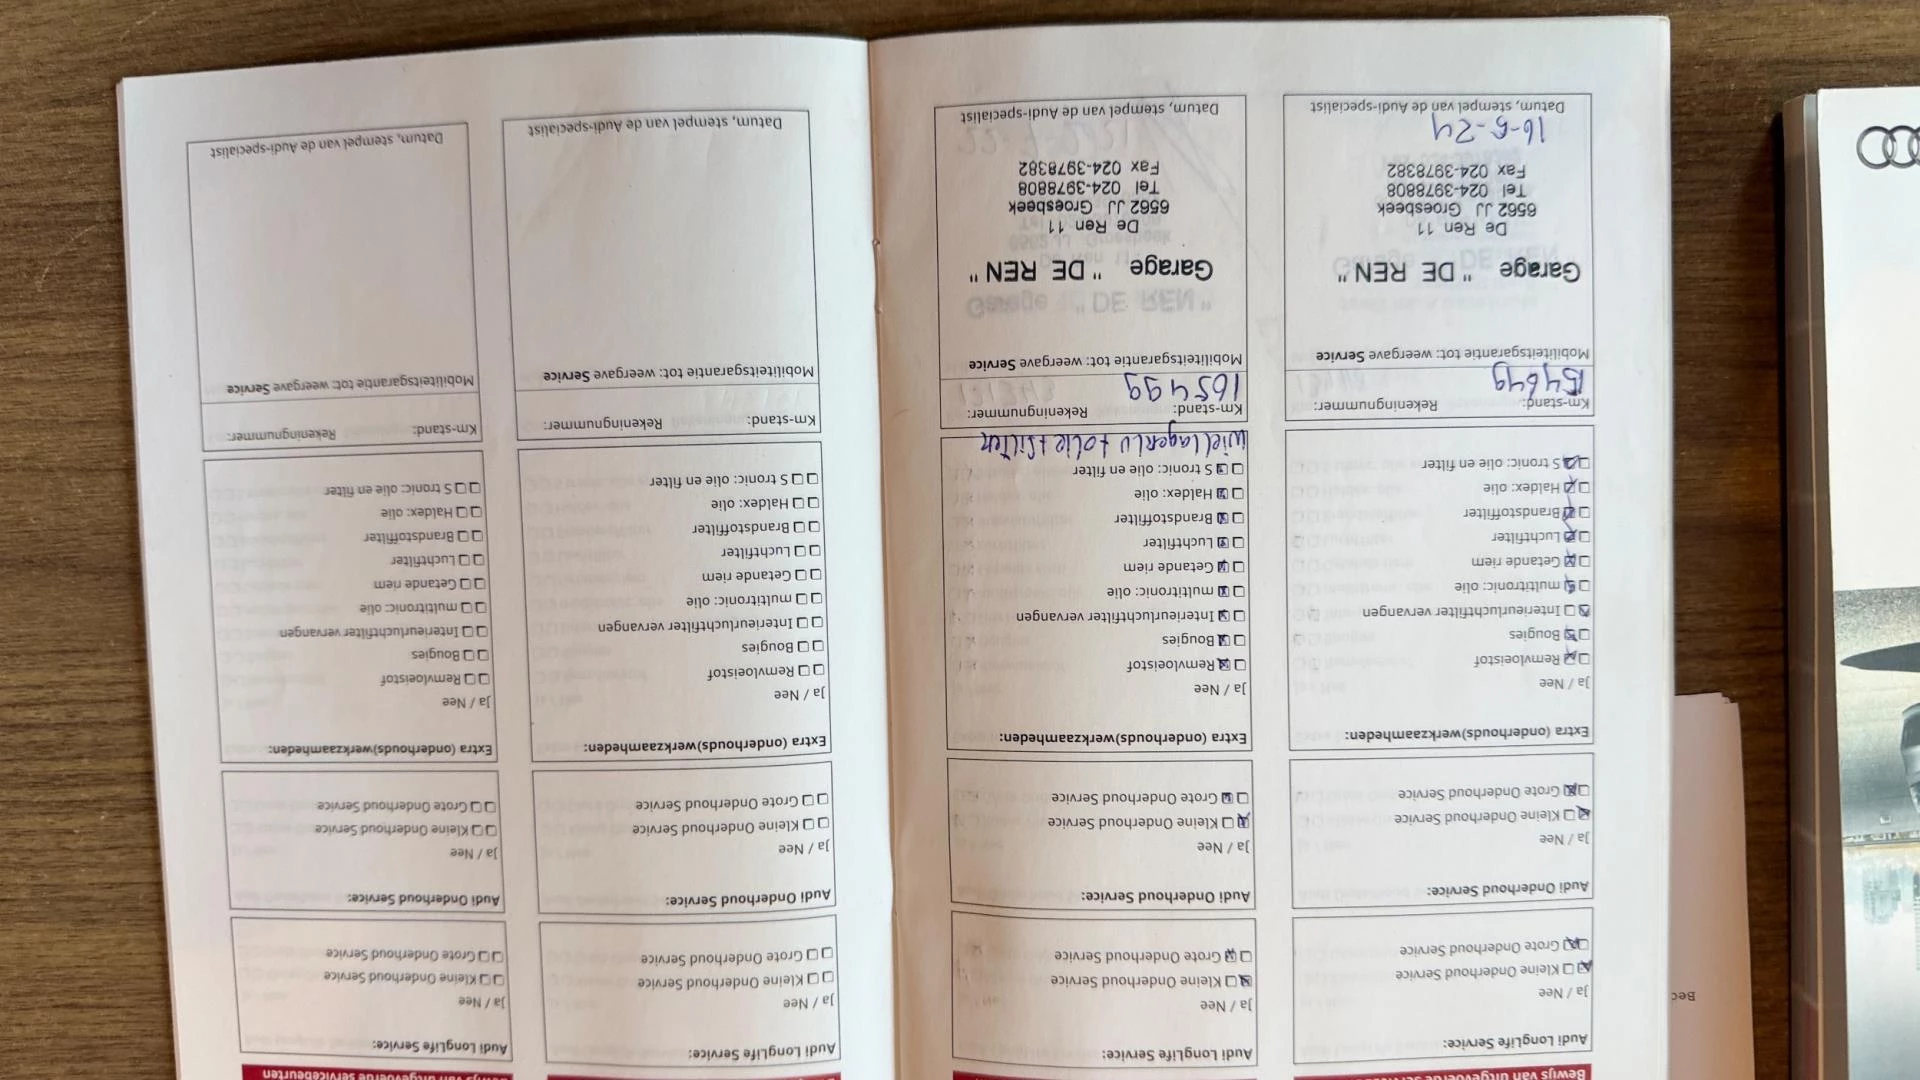 Bewijs van uitgevoerde
Audi LongLife Service:
Ja / Nee
Kleine Onderhoud Service
Grote Onderhoud Service
Audi Onderhoud Service:
Ja / Nee
Kleine Onderhoud Service
Grote Onderhoud Service
Extra (onderhouds)werkzaamheden:
Ja / Nee
Remvloeistof
Bougies
Interieurluchtfilter vervangen
multitronic: olie
Getande riem
Luchtfilter
Brandstoffilter
Haldex: olie
S tronic: olie en filter
Km-stand: Rekeningnummer:
154649
Mobiliteitsgarantie tot: weergave Service
Garage "DE REN"
De Ren 11
6562 JJ Groesbeek
Tel 024-3978808
Fax 024-3978382
16-5-24
Datum, stempel van de Audi-specialist
Audi LongLife Service:
Ja / Nee
Kleine Onderhoud Service
Grote Onderhoud Service
Audi Onderhoud Service:
Ja / Nee
Kleine Onderhoud Service
Grote Onderhoud Service
Extra (onderhouds)werkzaamheden:
Ja / Nee
Remvloeistof
Bougies
Interieurluchtfilter vervangen
multitronic: olie
Getande riem
Luchtfilter
Brandstoffilter
Haldex: olie
S tronic: olie en filter
wiellager LV + olie + filter
Km-stand: Rekeningnummer:
165499
Mobiliteitsgarantie tot: weergave Service
Garage "DE REN"
De Ren 11
6562 JJ Groesbeek
Tel 024-3978808
Fax 024-3978382
Datum, stempel van de Audi-specialist
Audi LongLife Service:
Ja / Nee
Kleine Onderhoud Service
Grote Onderhoud Service
Audi Onderhoud Service:
Ja / Nee
Kleine Onderhoud Service
Grote Onderhoud Service
Extra (onderhouds)werkzaamheden:
Ja / Nee
Remvloeistof
Bougies
Interieurluchtfilter vervangen
multitronic: olie
Getande riem
Luchtfilter
Brandstoffilter
Haldex: olie
S tronic: olie en filter
Km-stand: Rekeningnummer:
Mobiliteitsgarantie tot: weergave Service
Datum, stempel van de Audi-specialist
van uitgevoerde servicebeurten
Audi LongLife Service:
Ja / Nee
Kleine Onderhoud Service
Grote Onderhoud Service
Audi Onderhoud Service:
Ja / Nee
Kleine Onderhoud Service
Grote Onderhoud Service
Extra (onderhouds)werkzaamheden:
Ja / Nee
Remvloeistof
Bougies
Interieurluchtfilter vervangen
multitronic: olie
Getande riem
Luchtfilter
Brandstoffilter
Haldex: olie
S tronic: olie en filter
Km-stand: Rekeningnummer:
Mobiliteitsgarantie tot: weergave Service
Datum, stempel van de Audi-specialist